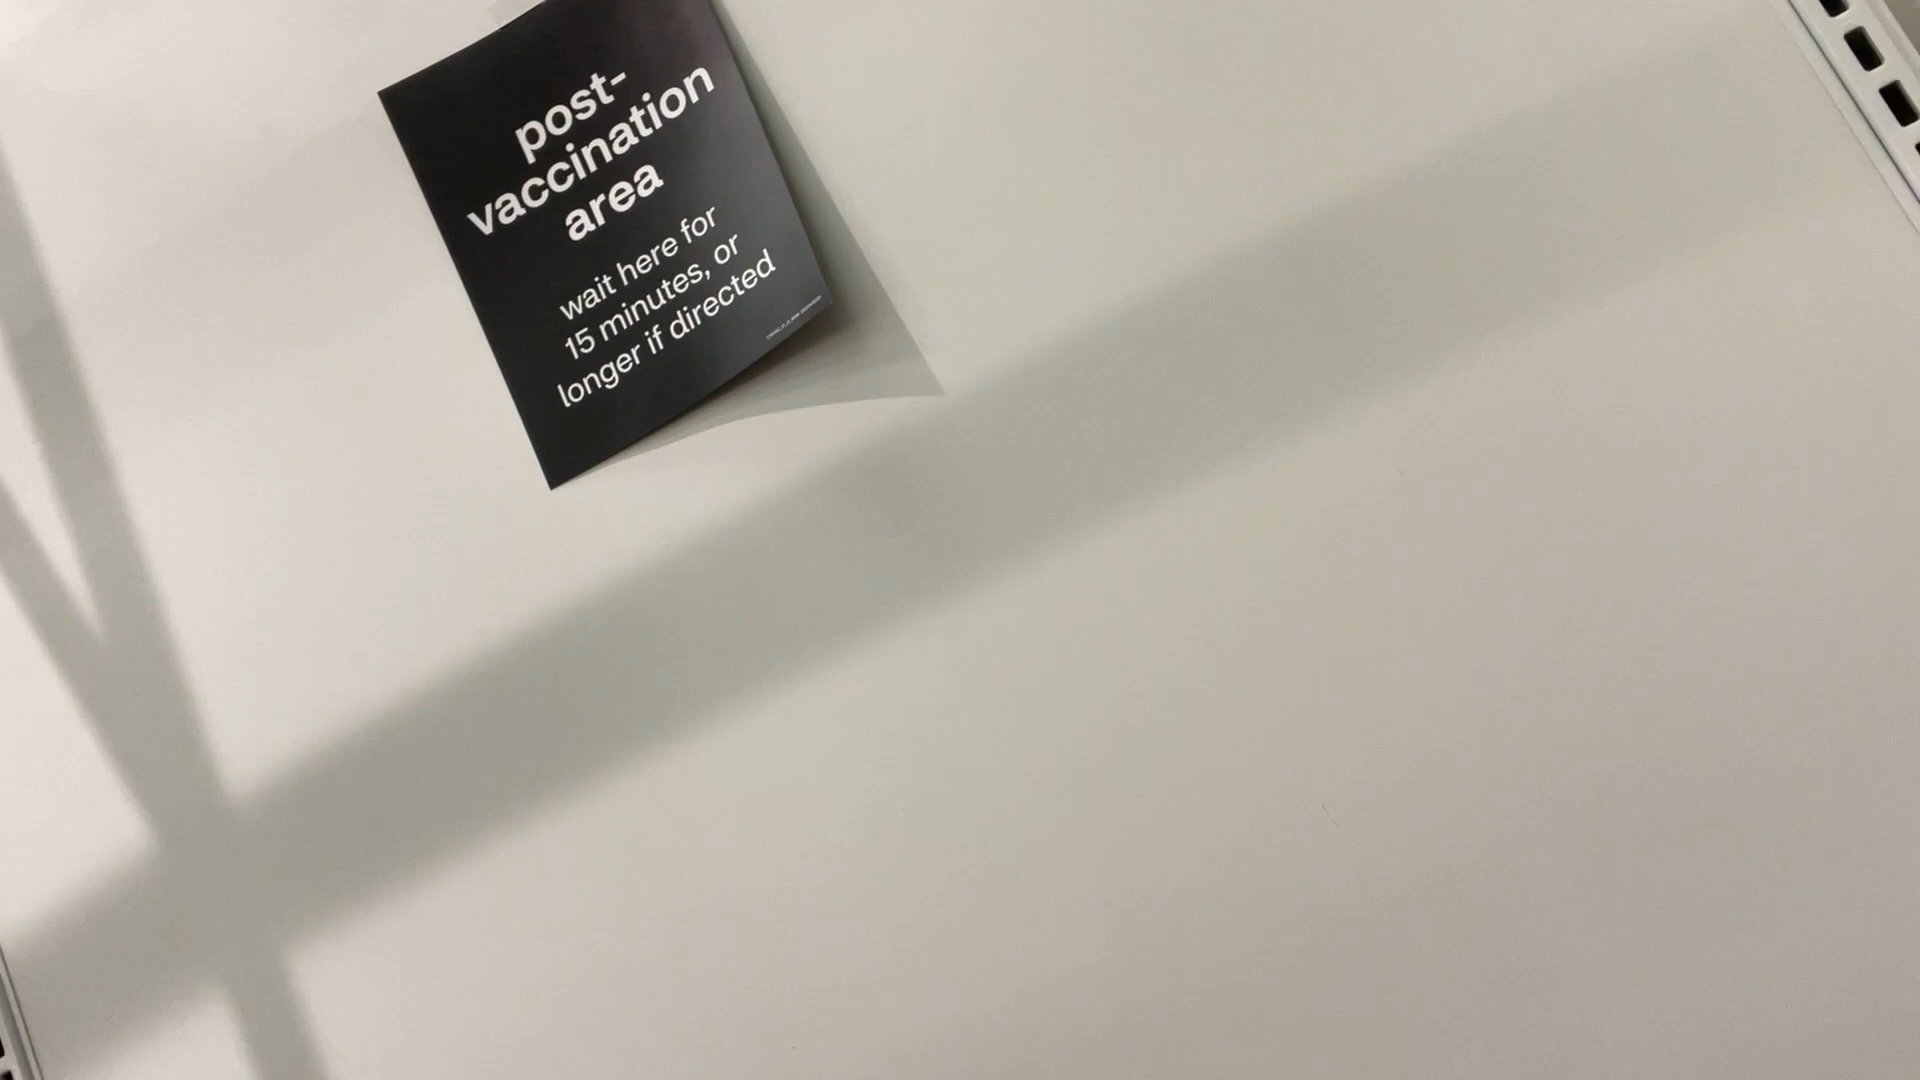 post-
vaccination
area
wait here for
15 minutes, or
longer if directed